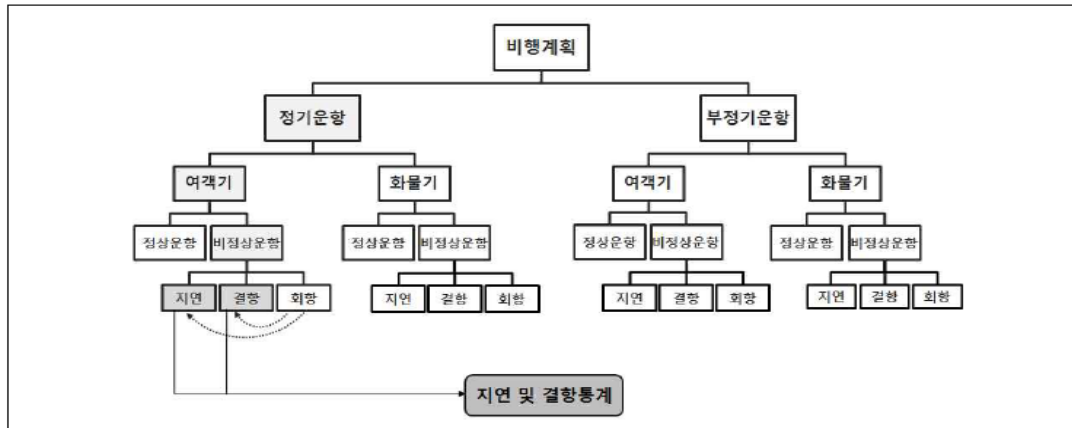 비행계획
정기운항 부정기운항
여객기 화물기 여객기 화물기
정상운항 비정상운항 정상운항 비정상운항 정상운항 비정상운항 정상운항 비정상운항
지연 결항 회항 지연 결항 회항 지연 결항 회항 지연 결항 회항
지연 및 결항통계